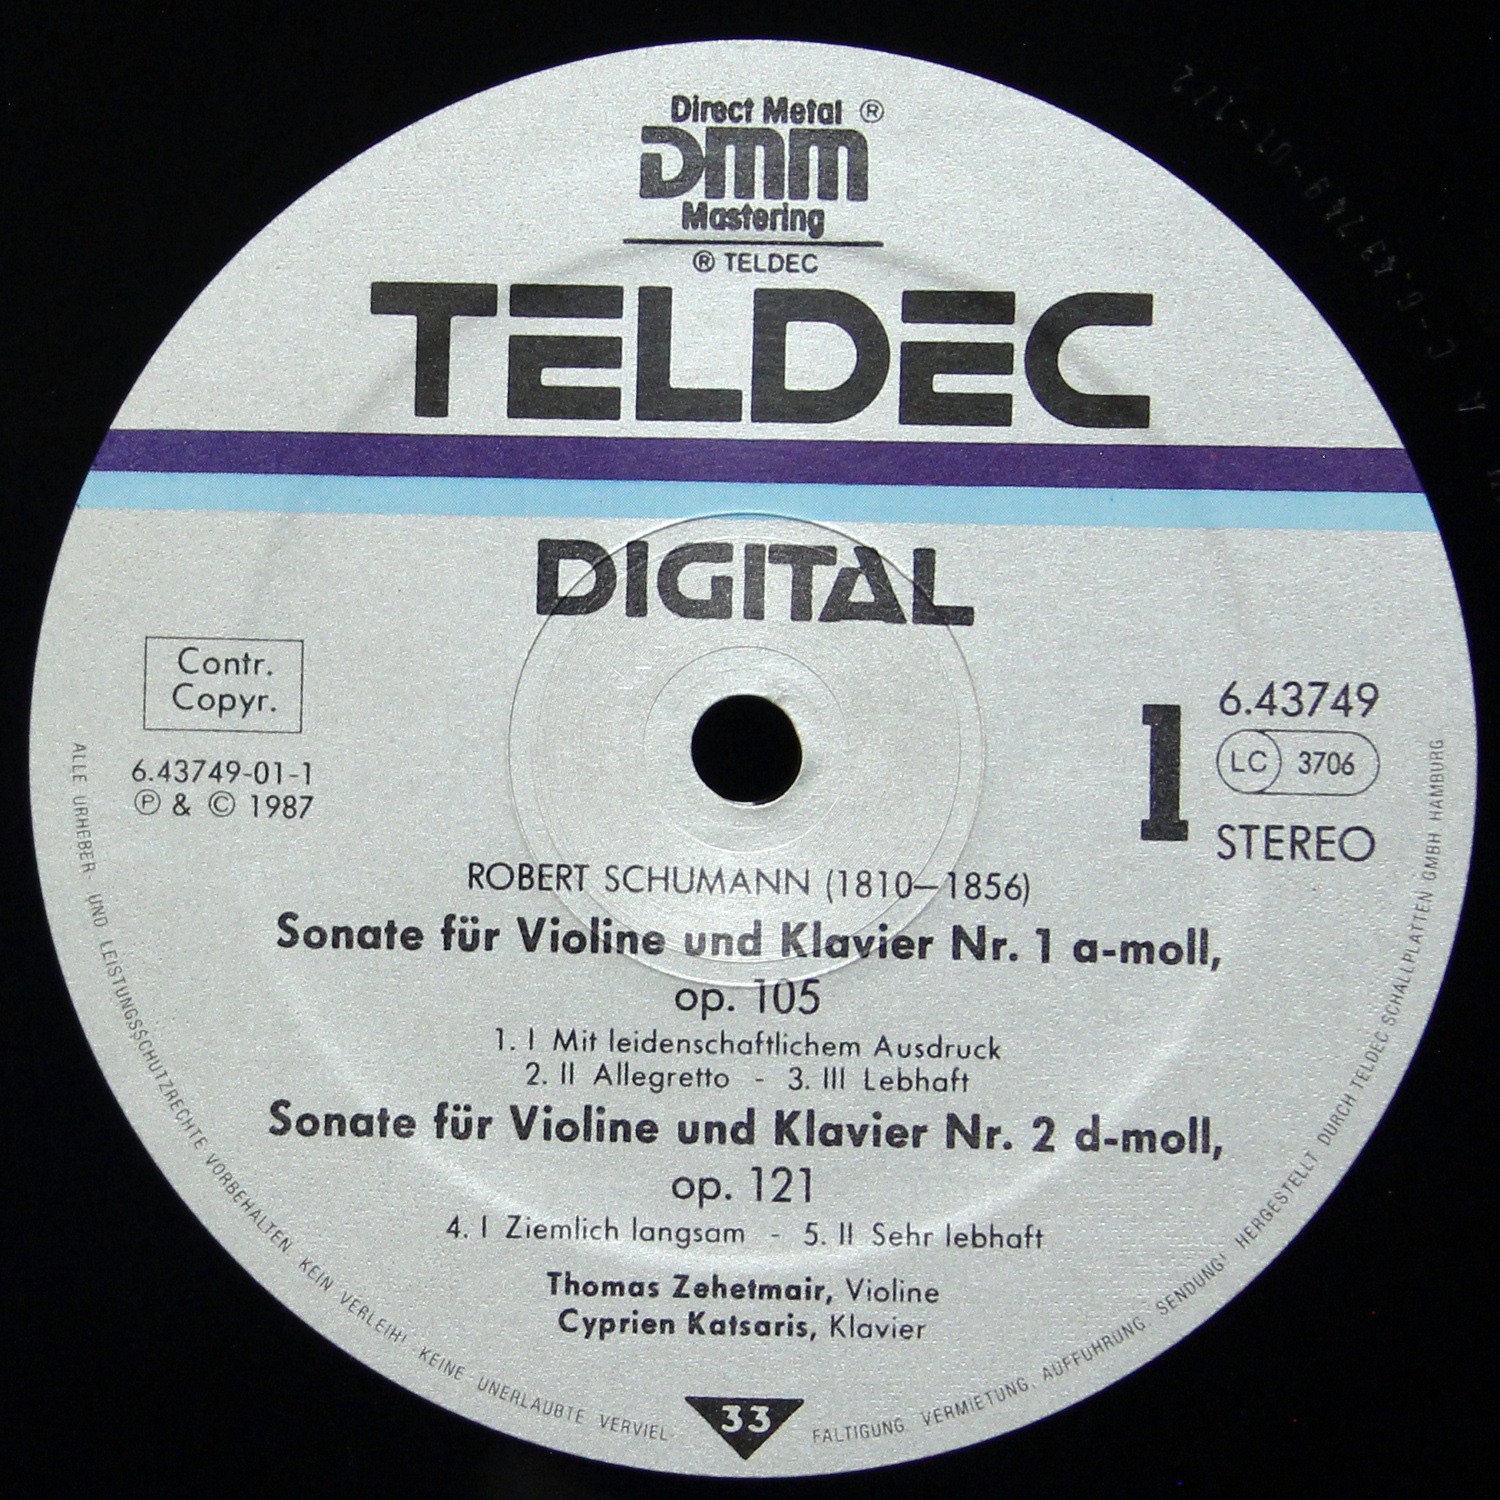 Direct Metal ®
DMM
Mastering
® TELDEC
TELDEC
DIGITAL
Contr.
Copyr.
6.43749-01-1
℗ & © 1987
1
6.43749
LC 3706
STEREO
ROBERT SCHUMANN (1810–1856)
Sonate für Violine und Klavier Nr. 1 a-moll,
op. 105
1. I Mit leidenschaftlichem Ausdruck
2. II Allegretto - 3. III Lebhaft
Sonate für Violine und Klavier Nr. 2 d-moll,
op. 121
4. I Ziemlich langsam - 5. II Sehr lebhaft
Thomas Zehetmair, Violine
Cyprien Katsaris, Klavier
33
ALLE URHEBER UND LEISTUNGSSCHUTZRECHTE VORBEHALTEN KEIN VERLEIH! KEINE UNERLAUBTE VERVIEL- FÄLTIGUNG, VERMIETUNG, AUFFÜHRUNG, SENDUNG! HERGESTELLT DURCH TELDEC SCHALLPLATTEN GMBH HAMBURG